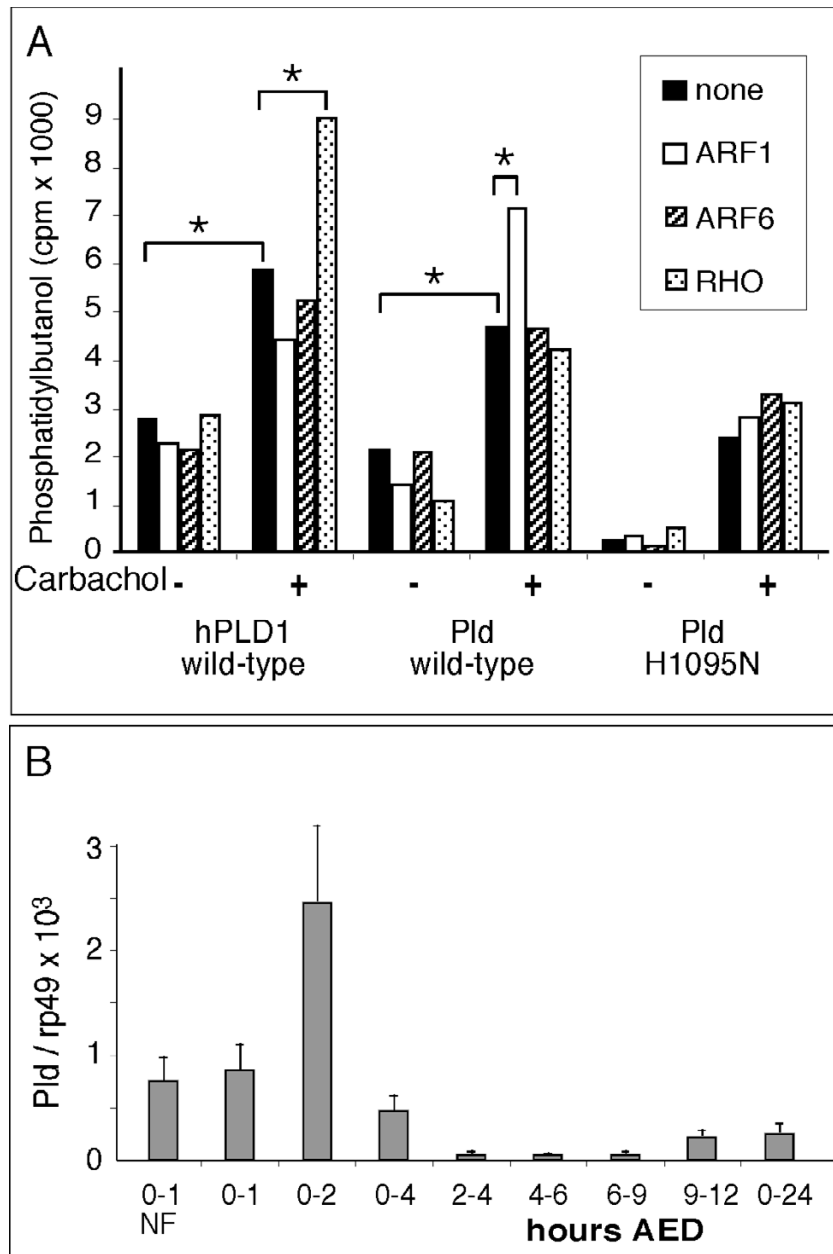 A
Phosphatidylbutanol (cpm x 1000)
9
8
7
6
5
4
3
2
1
0
*
*
*
*
none
ARF1
ARF6
RHO
Carbachol - + - + - +
hPLD1 Pld Pld
wild-type wild-type H1095N
B
Pld / rp49 x 10³
3
2
1
0
0-1 0-1 0-2 0-4 2-4 4-6 6-9 9-12 0-24
NF
hours AED